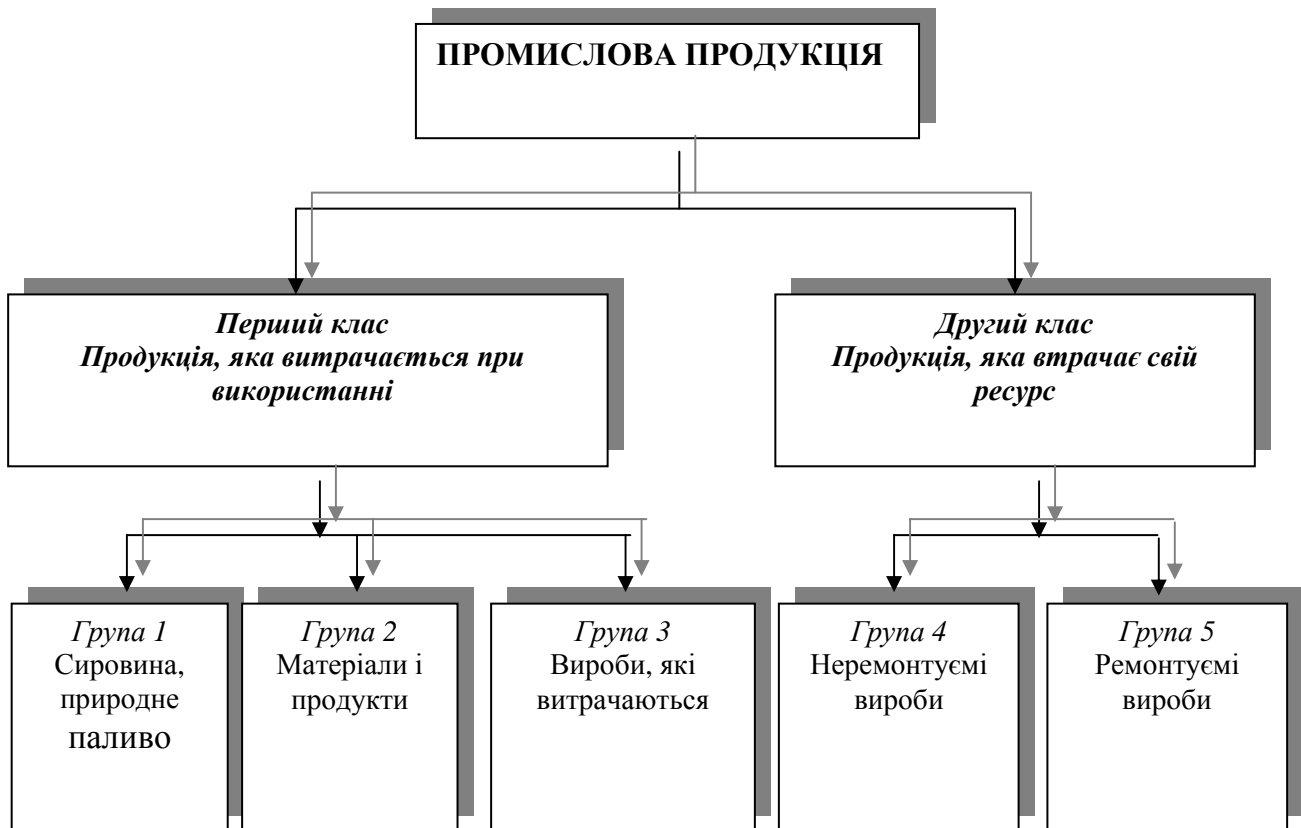 ПРОМИСЛОВА ПРОДУКЦІЯ
Перший клас
Продукція, яка витрачається при
використанні
Другий клас
Продукція, яка втрачає свій
ресурс
Група 1
Сировина,
природне
паливо
Група 2
Матеріали і
продукти
Група 3
Вироби, які
витрачаються
Група 4
Неремонтуємі
вироби
Група 5
Ремонтуємі
вироби